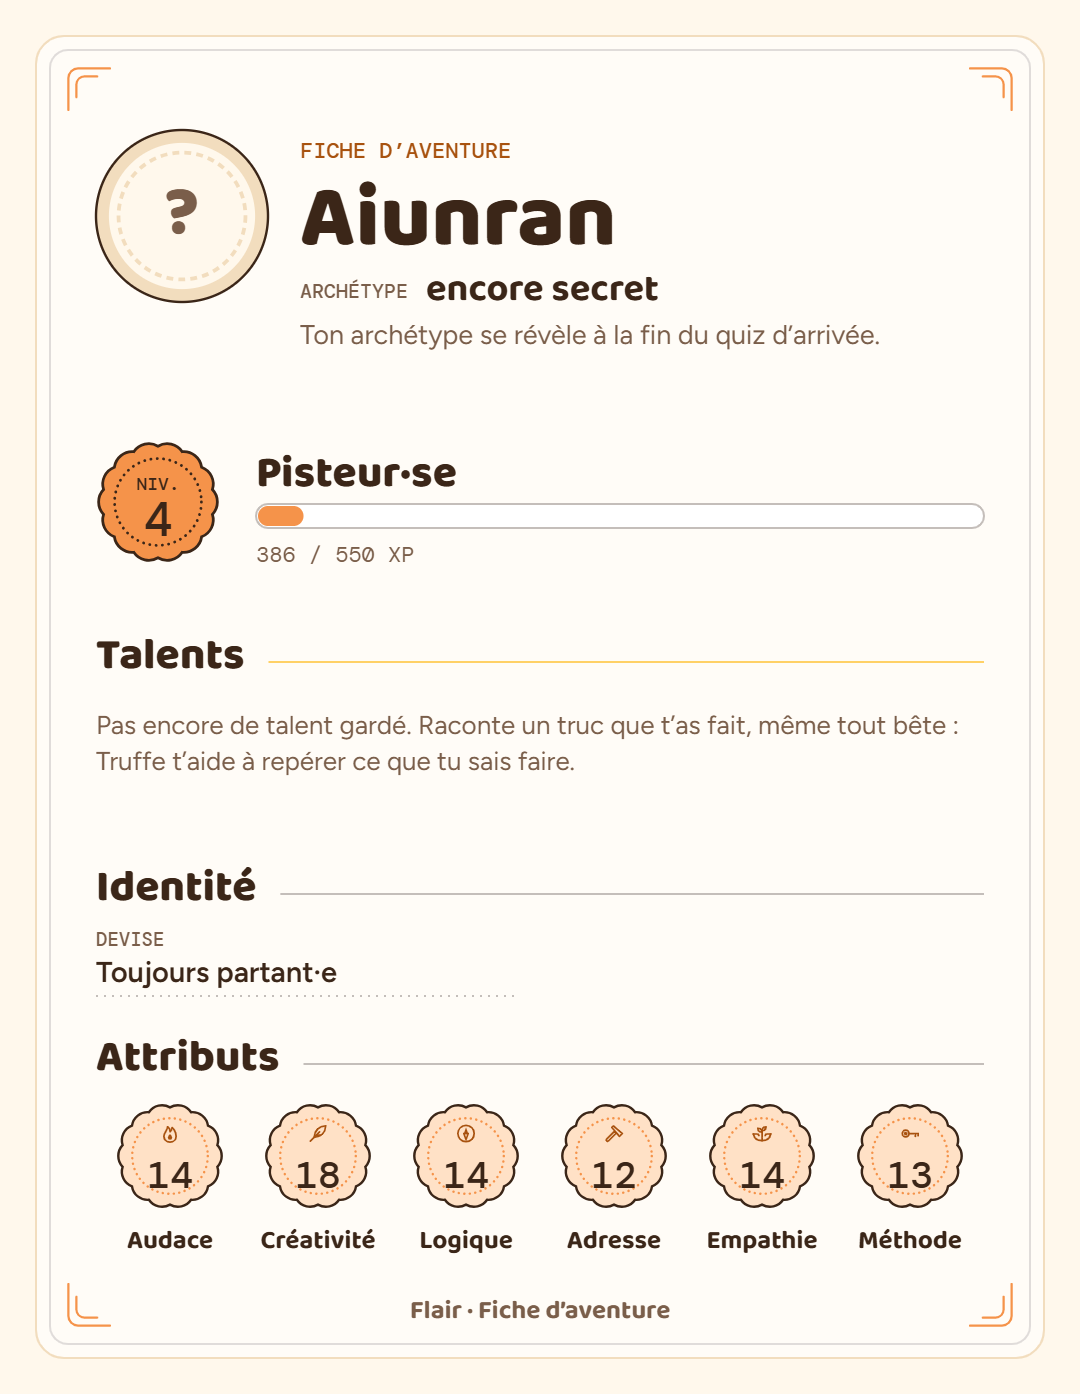 ?
FICHE D’AVENTURE
Aiunran
ARCHÉTYPE encore secret
Ton archétype se révèle à la fin du quiz d’arrivée.
NIV.
4
Pisteur·se
386 / 550 XP
Talents
Pas encore de talent gardé. Raconte un truc que t’as fait, même tout bête :
Truffe t’aide à repérer ce que tu sais faire.
Identité
DEVISE
Toujours partant·e
Attributs
14 18 14 12 14 13
Audace Créativité Logique Adresse Empathie Méthode
Flair · Fiche d’aventure